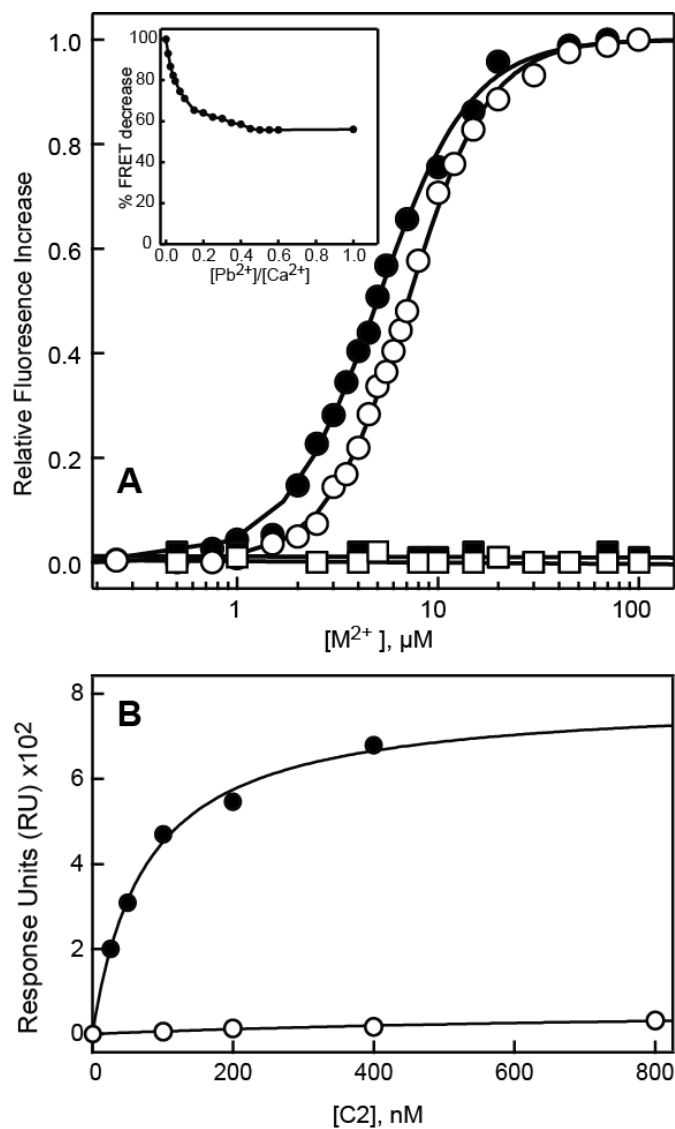 Relative Fluoresence Increase
1.0
0.8
0.6
0.4
0.2
0.0
A
% FRET decrease
100
80
60
40
20
0
0.0 0.2 0.4 0.6 0.8 1.0
[Pb2+]/[Ca2+]
1 10 100
[M2+ ], µM
B
Response Units (RU) x102
8
6
4
2
0
0 200 400 600 800
[C2], nM